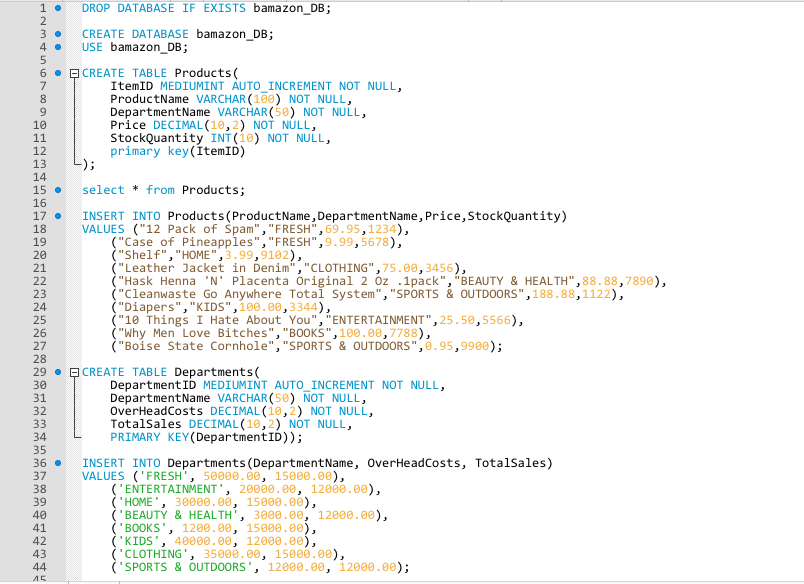 1 DROP DATABASE IF EXISTS bamazon_DB;
2
3 CREATE DATABASE bamazon_DB;
4 USE bamazon_DB;
5
6 CREATE TABLE Products(
7 ItemID MEDIUMINT AUTO_INCREMENT NOT NULL,
8 ProductName VARCHAR(100) NOT NULL,
9 DepartmentName VARCHAR(50) NOT NULL,
10 Price DECIMAL(10,2) NOT NULL,
11 StockQuantity INT(10) NOT NULL,
12 primary key(ItemID)
13 );
14
15 select * from Products;
16
17 INSERT INTO Products(ProductName,DepartmentName,Price,StockQuantity)
18 VALUES ("12 Pack of Spam","FRESH",69.95,1234),
19 ("Case of Pineapples","FRESH",9.99,5678),
20 ("Shelf","HOME",3.99,9102),
21 ("Leather Jacket in Denim","CLOTHING",75.00,3456),
22 ("Hask Henna 'N' Placenta Original 2 Oz .1pack","BEAUTY & HEALTH",88.88,7890),
23 ("Cleanwaste Go Anywhere Total System","SPORTS & OUTDOORS",188.88,1122),
24 ("Diapers","KIDS",100.00,3344),
25 ("10 Things I Hate About You","ENTERTAINMENT",25.50,5566),
26 ("Why Men Love Bitches","BOOKS",100.00,7788),
27 ("Boise State Cornhole","SPORTS & OUTDOORS",0.95,9900);
28
29 CREATE TABLE Departments(
30 DepartmentID MEDIUMINT AUTO_INCREMENT NOT NULL,
31 DepartmentName VARCHAR(50) NOT NULL,
32 OverHeadCosts DECIMAL(10,2) NOT NULL,
33 TotalSales DECIMAL(10,2) NOT NULL,
34 PRIMARY KEY(DepartmentID));
35
36 INSERT INTO Departments(DepartmentName, OverHeadCosts, TotalSales)
37 VALUES ('FRESH', 50000.00, 15000.00),
38 ('ENTERTAINMENT', 20000.00, 12000.00),
39 ('HOME', 30000.00, 15000.00),
40 ('BEAUTY & HEALTH', 3000.00, 12000.00),
41 ('BOOKS', 1200.00, 15000.00),
42 ('KIDS', 40000.00, 12000.00),
43 ('CLOTHING', 35000.00, 15000.00),
44 ('SPORTS & OUTDOORS', 12000.00, 12000.00);
45